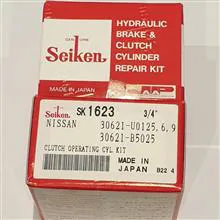 GENUINE
Seiken
HYDRAULIC
BRAKE &
CLUTCH
CYLINDER
REPAIR KIT
MADE IN JAPAN
Seiken SK 1623 3/4"
NISSAN 30621-U0125,6,9
30621-B5025
CLUTCH OPERATING CYL KIT
MADE IN
JAPAN B22 4